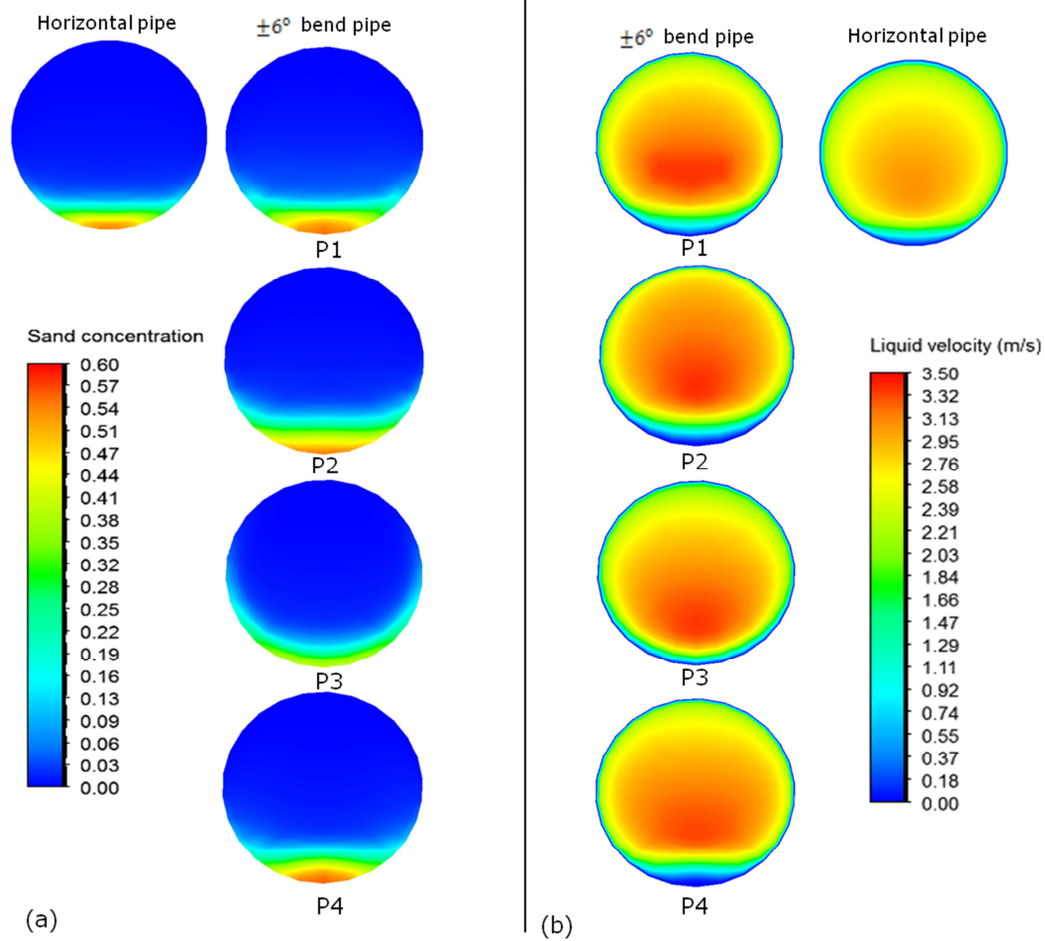 Horizontal pipe
±6° bend pipe
P1
P2
P3
P4
Sand concentration
0.60
0.57
0.54
0.51
0.47
0.44
0.41
0.38
0.35
0.32
0.28
0.25
0.22
0.19
0.16
0.13
0.09
0.06
0.03
0.00
(a)
±6° bend pipe
Horizontal pipe
P1
P2
P3
P4
Liquid velocity (m/s)
3.50
3.32
3.13
2.95
2.76
2.58
2.39
2.21
2.03
1.84
1.66
1.47
1.29
1.11
0.92
0.74
0.55
0.37
0.18
0.00
(b)